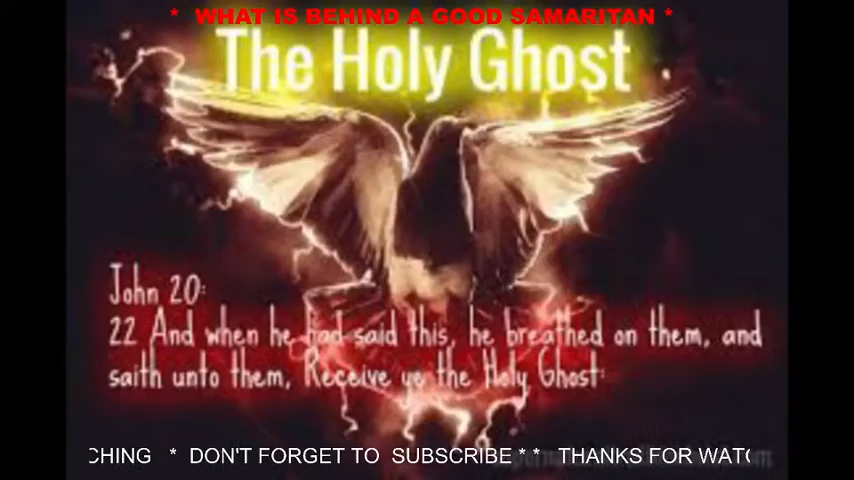 * WHAT IS BEHIND A GOOD SAMARITAN *
The Holy Ghost
John 20:
22 And when he had said this, he breathed on them, and
saith unto them, Receive ye the Holy Ghost:
CHING * DON'T FORGET TO SUBSCRIBE * * THANKS FOR WATC